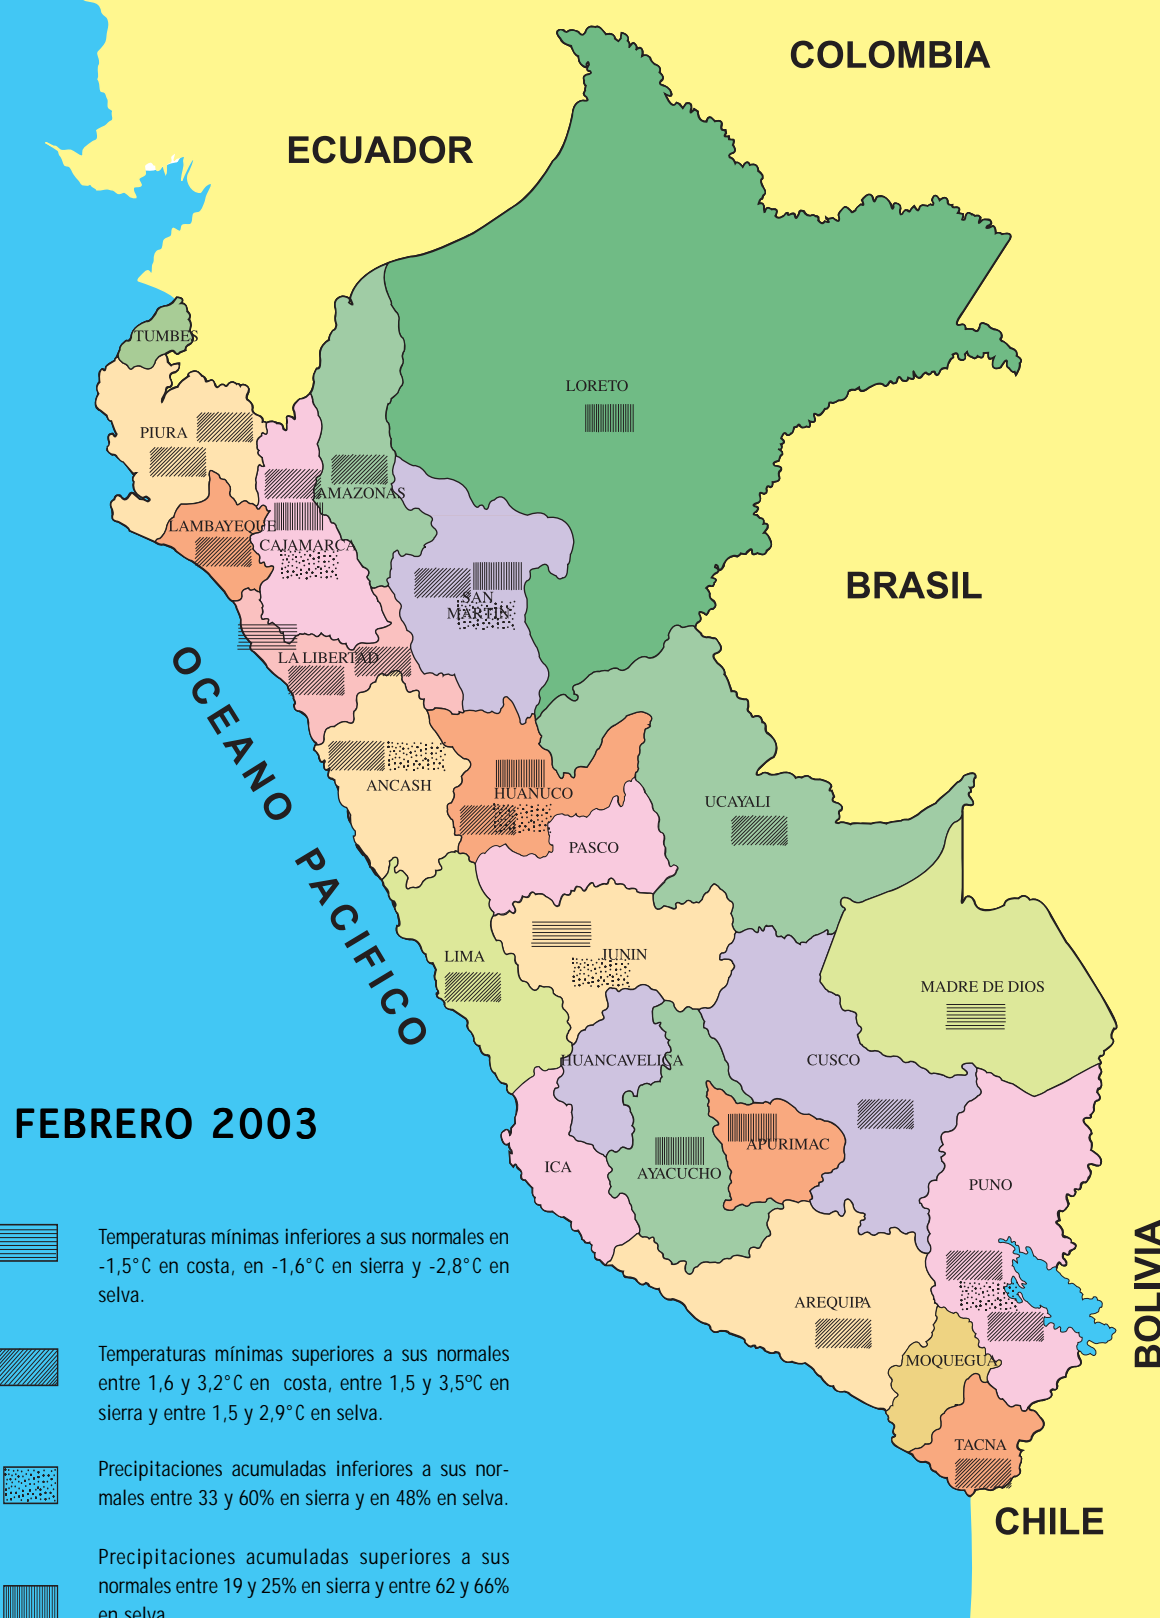 COLOMBIA
ECUADOR
TUMBES
LORETO
PIURA
AMAZONAS
LAMBAYEQUE
CAJAMARCA
BRASIL
SAN
MARTIN
LA LIBERTAD
OCEANO PACIFICO
ANCASH
HUANUCO
UCAYALI
PASCO
LIMA
JUNIN
MADRE DE DIOS
HUANCAVELICA
CUSCO
FEBRERO 2003
APURIMAC
ICA
AYACUCHO
PUNO
BOLIVIA
AREQUIPA
MOQUEGUA
TACNA
CHILE
Temperaturas mínimas inferiores a sus normales en
-1,5°C en costa, en -1,6°C en sierra y -2,8°C en
selva.
Temperaturas mínimas superiores a sus normales
entre 1,6 y 3,2°C en costa, entre 1,5 y 3,5ºC en
sierra y entre 1,5 y 2,9°C en selva.
Precipitaciones acumuladas inferiores a sus nor-
males entre 33 y 60% en sierra y en 48% en selva.
Precipitaciones acumuladas superiores a sus
normales entre 19 y 25% en sierra y entre 62 y 66%
en selva